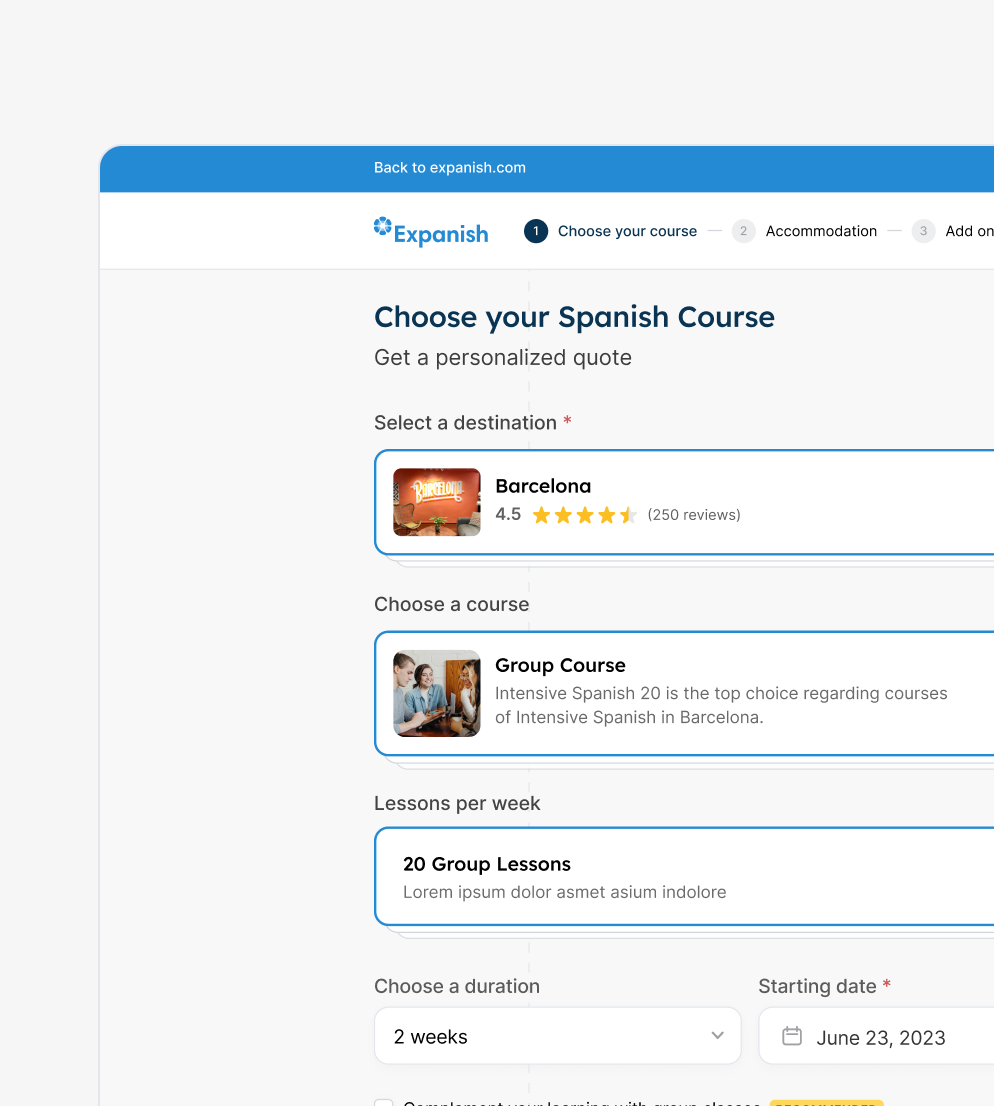 Back to expanish.com
Expanish
1 Choose your course — 2 Accommodation — 3 Add on
Choose your Spanish Course
Get a personalized quote
Select a destination *
BARCELONA
Barcelona
4.5 (250 reviews)
Choose a course
Group Course
Intensive Spanish 20 is the top choice regarding courses
of Intensive Spanish in Barcelona.
Lessons per week
20 Group Lessons
Lorem ipsum dolor asmet asium indolore
Choose a duration
Starting date *
2 weeks
June 23, 2023
Complement your learning with group classes RECOMMENDED